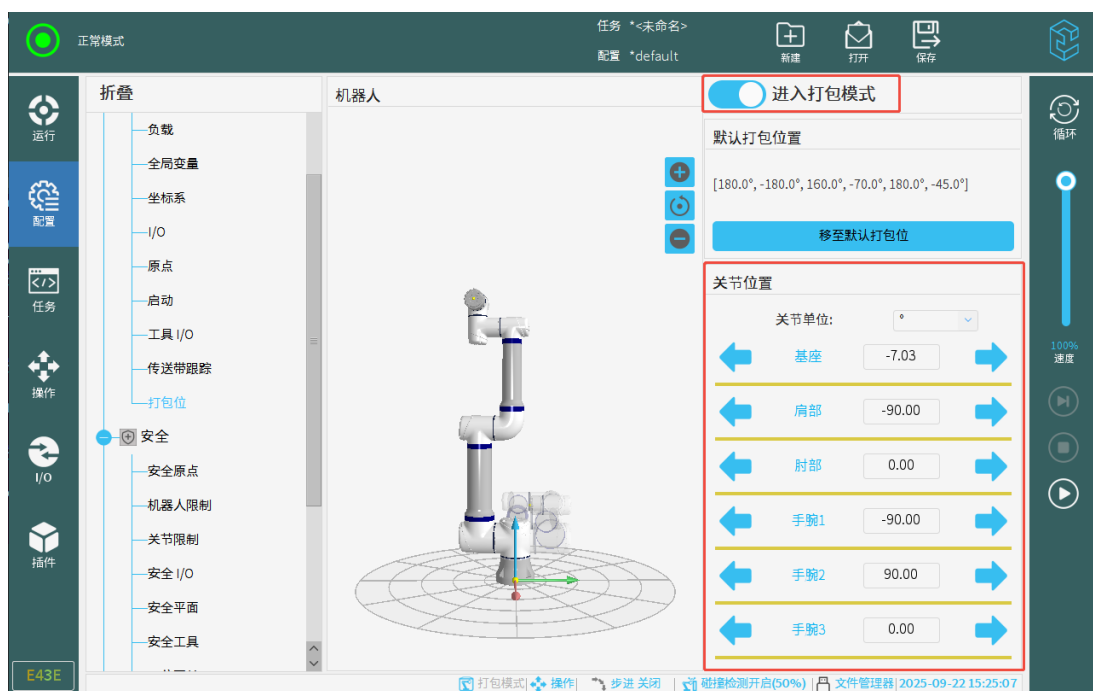 正常模式
任务 *<未命名>
配置 *default
新建
打开
保存
运行
配置
任务
操作
I/O
插件
E43E
折叠
负载
全局变量
坐标系
I/O
原点
启动
工具 I/O
传送带跟踪
打包位
安全
安全原点
机器人限制
关节限制
安全 I/O
安全平面
安全工具
机器人
进入打包模式
默认打包位置
[180.0°, -180.0°, 160.0°, -70.0°, 180.0°, -45.0°]
移至默认打包位
关节位置
关节单位: °
基座 -7.03
肩部 -90.00
肘部 0.00
手腕1 -90.00
手腕2 90.00
手腕3 0.00
循环
100%
速度
打包模式 操作 步进 关闭 碰撞检测开启(50%) 文件管理器 2025-09-22 15:25:07